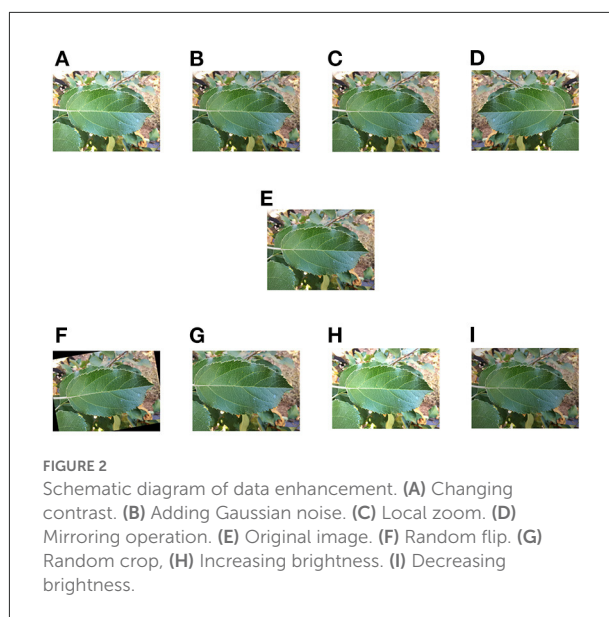 A B C D
E
F G H I
FIGURE 2
Schematic diagram of data enhancement. (A) Changing
contrast. (B) Adding Gaussian noise. (C) Local zoom. (D)
Mirroring operation. (E) Original image. (F) Random flip. (G)
Random crop, (H) Increasing brightness. (I) Decreasing
brightness.